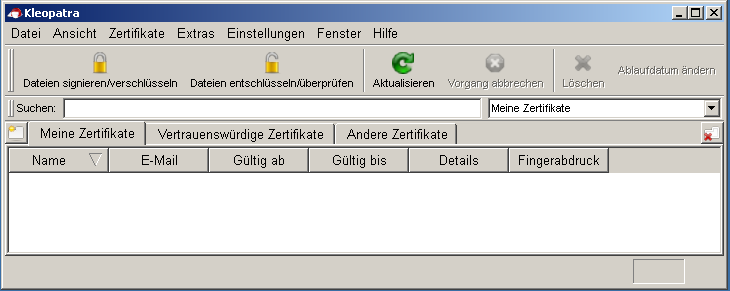 Kleopatra
Datei Ansicht Zertifikate Extras Einstellungen Fenster Hilfe
Dateien signieren/verschlüsseln Dateien entschlüsseln/überprüfen Aktualisieren Vorgang abbrechen Löschen Ablaufdatum ändern
Suchen: Meine Zertifikate
Meine Zertifikate Vertrauenswürdige Zertifikate Andere Zertifikate
Name E-Mail Gültig ab Gültig bis Details Fingerabdruck